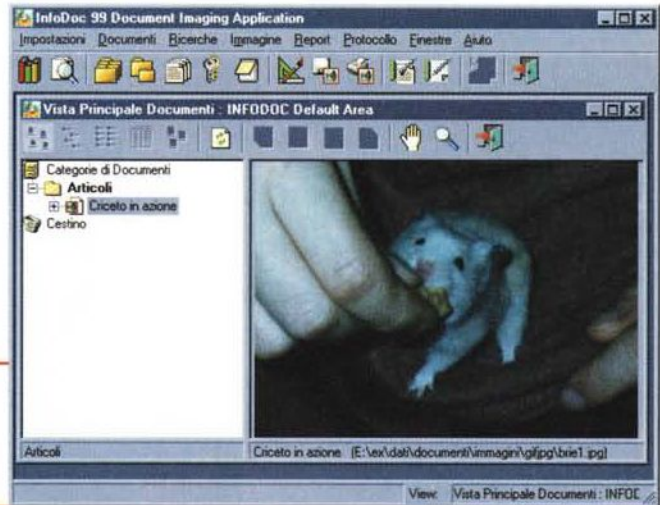 InfoDoc 99 Document Imaging Application
Impostazioni Documenti Ricerche Immagine Report Protocollo Finestre Aiuto
Vista Principale Documenti : INFODOC Default Area
Categorie di Documenti
Articoli
Criceto in azione
Cestino
Articoli
Criceto in azione (E:\ex\dati\documenti\immagini\gifjpg\brie1.jpg)
View: Vista Principale Documenti : INFOD